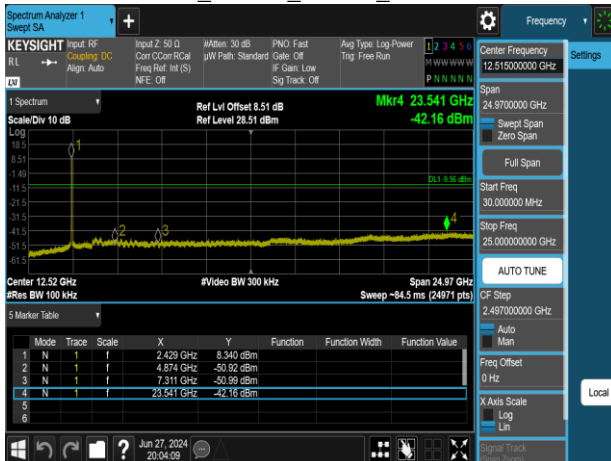 Spectrum Analyzer 1
Swept SA
+
Frequency
KEYSIGHT
RL
LXI
Input: RF
Coupling: DC
Align: Auto
Input Z: 50 Ω
Corr CCorr RCal
Freq Ref: Int (S)
NFE: Off
#Atten: 30 dB
µW Path: Standard
PNO: Fast
Gate: Off
IF Gain: Low
Sig Track: Off
Avg Type: Log-Power
Trig: Free Run
1 2 3 4 5 6
M W W W W W
P N N N N N
1 Spectrum
Scale/Div 10 dB
Log
Ref Lvl Offset 8.51 dB
Ref Level 28.51 dBm
Mkr4 23.541 GHz
-42.16 dBm
18.5
8.51
-1.49
-11.5
-21.5
-31.5
-41.5
-51.5
-61.5
1
2
3
4
DL1 -9.56 dBm
Center 12.52 GHz
#Res BW 100 kHz
#Video BW 300 kHz
Span 24.97 GHz
Sweep ~84.5 ms (24971 pts)
5 Marker Table
Mode Trace Scale X Y Function Function Width Function Value
1 N 1 f 2.429 GHz 8.340 dBm
2 N 1 f 4.874 GHz -50.92 dBm
3 N 1 f 7.311 GHz -50.99 dBm
4 N 1 f 23.541 GHz -42.16 dBm
5
6
?
Jun 27, 2024
20:04:09
Center Frequency
12.515000000 GHz
Settings
Span
24.9700000 GHz
Swept Span
Zero Span
Full Span
Start Freq
30.000000 MHz
Stop Freq
25.000000000 GHz
AUTO TUNE
CF Step
2.497000000 GHz
Auto
Man
Freq Offset
0 Hz
X Axis Scale
Log
Lin
Signal Track
(Span Zoom)
Local